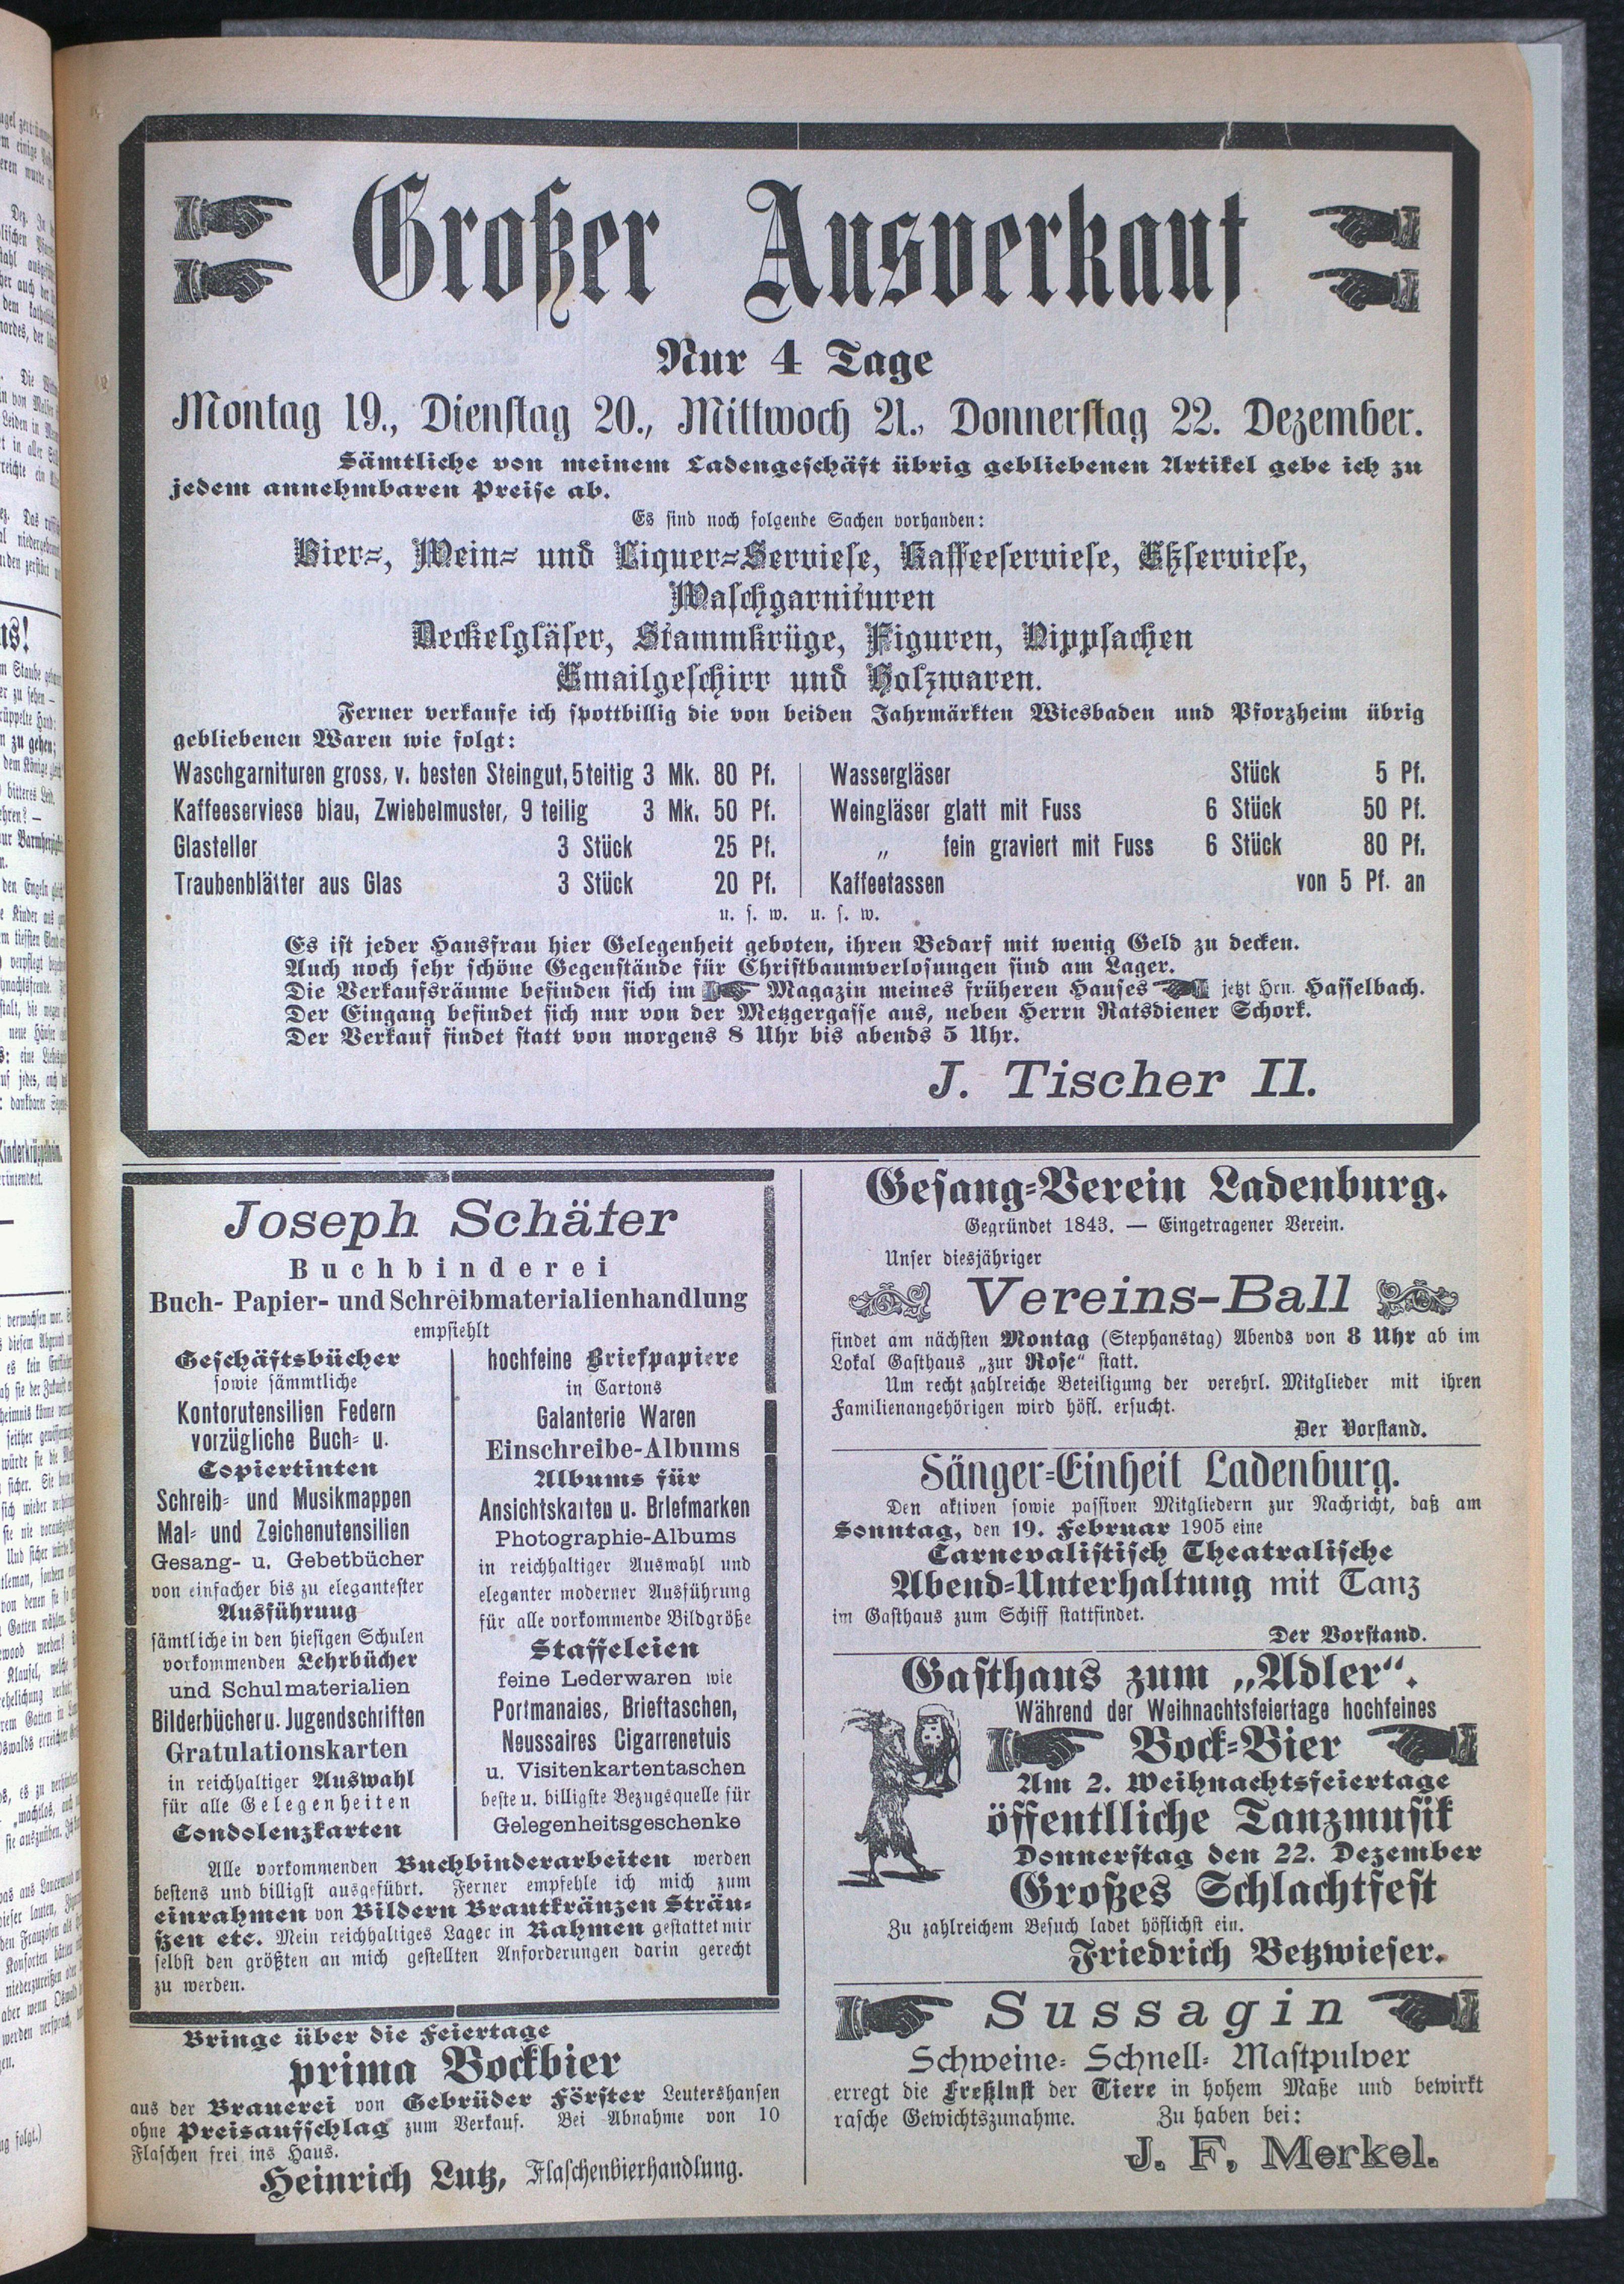 Großer Ausverkauf
Nur 4 Tage
Montag 19., Dienstag 20., Mittwoch 21., Donnerstag 22. Dezember.
Sämtliche von meinem Ladengeschäft übrig gebliebenen Artikel gebe ich zu
jedem annehmbaren Preise ab.
Es sind noch folgende Sachen vorhanden:
Bier-, Wein- und Liquer-Serviese, Kaffeeserviese, Eßserviese,
Waschgarnituren
Deckelgläser, Stammkrüge, Figuren, Nippsachen
Emailgeschirr und Holzwaren.
Ferner verkaufe ich spottbillig die von beiden Jahrmärkten Wiesbaden und Pforzheim übrig
gebliebenen Waren wie folgt:
Waschgarnituren gross, v. besten Steingut, 5teitig 3 Mk. 80 Pf.
Kaffeeserviese blau, Zwiebelmuster, 9 teilig 3 Mk. 50 Pf.
Glasteller 3 Stück 25 Pf.
Traubenblätter aus Glas 3 Stück 20 Pf.
Wassergläser Stück 5 Pf.
Weingläser glatt mit Fuss 6 Stück 50 Pf.
„ fein graviert mit Fuss 6 Stück 80 Pf.
Kaffeetassen von 5 Pf. an
u. s. w. u. s. w.
Es ist jeder Hausfrau hier Gelegenheit geboten, ihren Bedarf mit wenig Geld zu decken.
Auch noch sehr schöne Gegenstände für Christbaumverlosungen sind am Lager.
Die Verkaufsräume befinden sich im Magazin meines früheren Hauses jetzt Hrn. Hasselbach.
Der Eingang befindet sich nur von der Metzgergasse aus, neben Herrn Ratsdiener Schork.
Der Verkauf findet statt von morgens 8 Uhr bis abends 5 Uhr.
J. Tischer II.
Joseph Schäfer
Buchbinderei
Buch- Papier- und Schreibmaterialienhandlung
empfiehlt
Geschäftsbücher
sowie sämmtliche
Kontorutensilien Federn
vorzügliche Buch- u.
Copiertinten
Schreib- und Musikmappen
Mal- und Zeichenutensilien
Gesang- u. Gebetbücher
von einfacher bis zu elegantester
Ausführung
sämtliche in den hiesigen Schulen
vorkommenden Lehrbücher
und Schulmaterialien
Bilderbücher u. Jugendschriften
Gratulationskarten
in reichhaltiger Auswahl
für alle Gelegenheiten
Condolenzkarten
hochfeine Briefpapiere
in Cartons
Galanterie Waren
Einschreibe-Albums
Albums für
Ansichtskarten u. Briefmarken
Photographie-Albums
in reichhaltiger Auswahl und
eleganter moderner Ausführung
für alle vorkommende Bildgröße
Staffeleien
feine Lederwaren wie
Portmanaies, Brieftaschen,
Neussaires Cigarrenetuis
u. Visitenkartentaschen
beste u. billigste Bezugsquelle für
Gelegenheitsgeschenke
Alle vorkommenden Buchbinderarbeiten werden
bestens und billigst ausgeführt. Ferner empfehle ich mich zum
einrahmen von Bildern Brautkränzen Sträu-
ßen etc. Mein reichhaltiges Lager in Rahmen gestattet mir
selbst den größten an mich gestellten Anforderungen darin gerecht
zu werden.
Bringe über die Feiertage
prima Bockbier
aus der Brauerei von Gebrüder Förster Leutershausen
ohne Preisaufschlag zum Verkauf. Bei Abnahme von 10
Flaschen frei ins Haus.
Heinrich Lutz, Flaschenbierhandlung.
Gesang-Verein Ladenburg.
Gegründet 1843. — Eingetragener Verein.
Unser diesjähriger
Vereins-Ball
findet am nächsten Montag (Stephanstag) Abends von 8 Uhr ab im
Lokal Gasthaus „zur Rose“ statt.
Um recht zahlreiche Beteiligung der verehrl. Mitglieder mit ihren
Familienangehörigen wird höfl. ersucht.
Der Vorstand.
Sänger-Einheit Ladenburg.
Den aktiven sowie passiven Mitgliedern zur Nachricht, daß am
Sonntag, den 19. Februar 1905 eine
Carnevalistisch Theatralische
Abend-Unterhaltung mit Tanz
im Gasthaus zum Schiff stattfindet.
Der Vorstand.
Gasthaus zum „Adler“.
Während der Weihnachtsfeiertage hochfeines
Bock-Bier
Am 2. Weihnachtsfeiertage
öffentlliche Tanzmusik
Donnerstag den 22. Dezember
Großes Schlachtfest
Zu zahlreichem Besuch ladet höflichst ein.
Friedrich Betzwieser.
Sussagin
Schweine- Schnell- Mastpulver
erregt die Freßlust der Tiere in hohem Maße und bewirkt
rasche Gewichtszunahme. Zu haben bei:
J. F. Merkel.